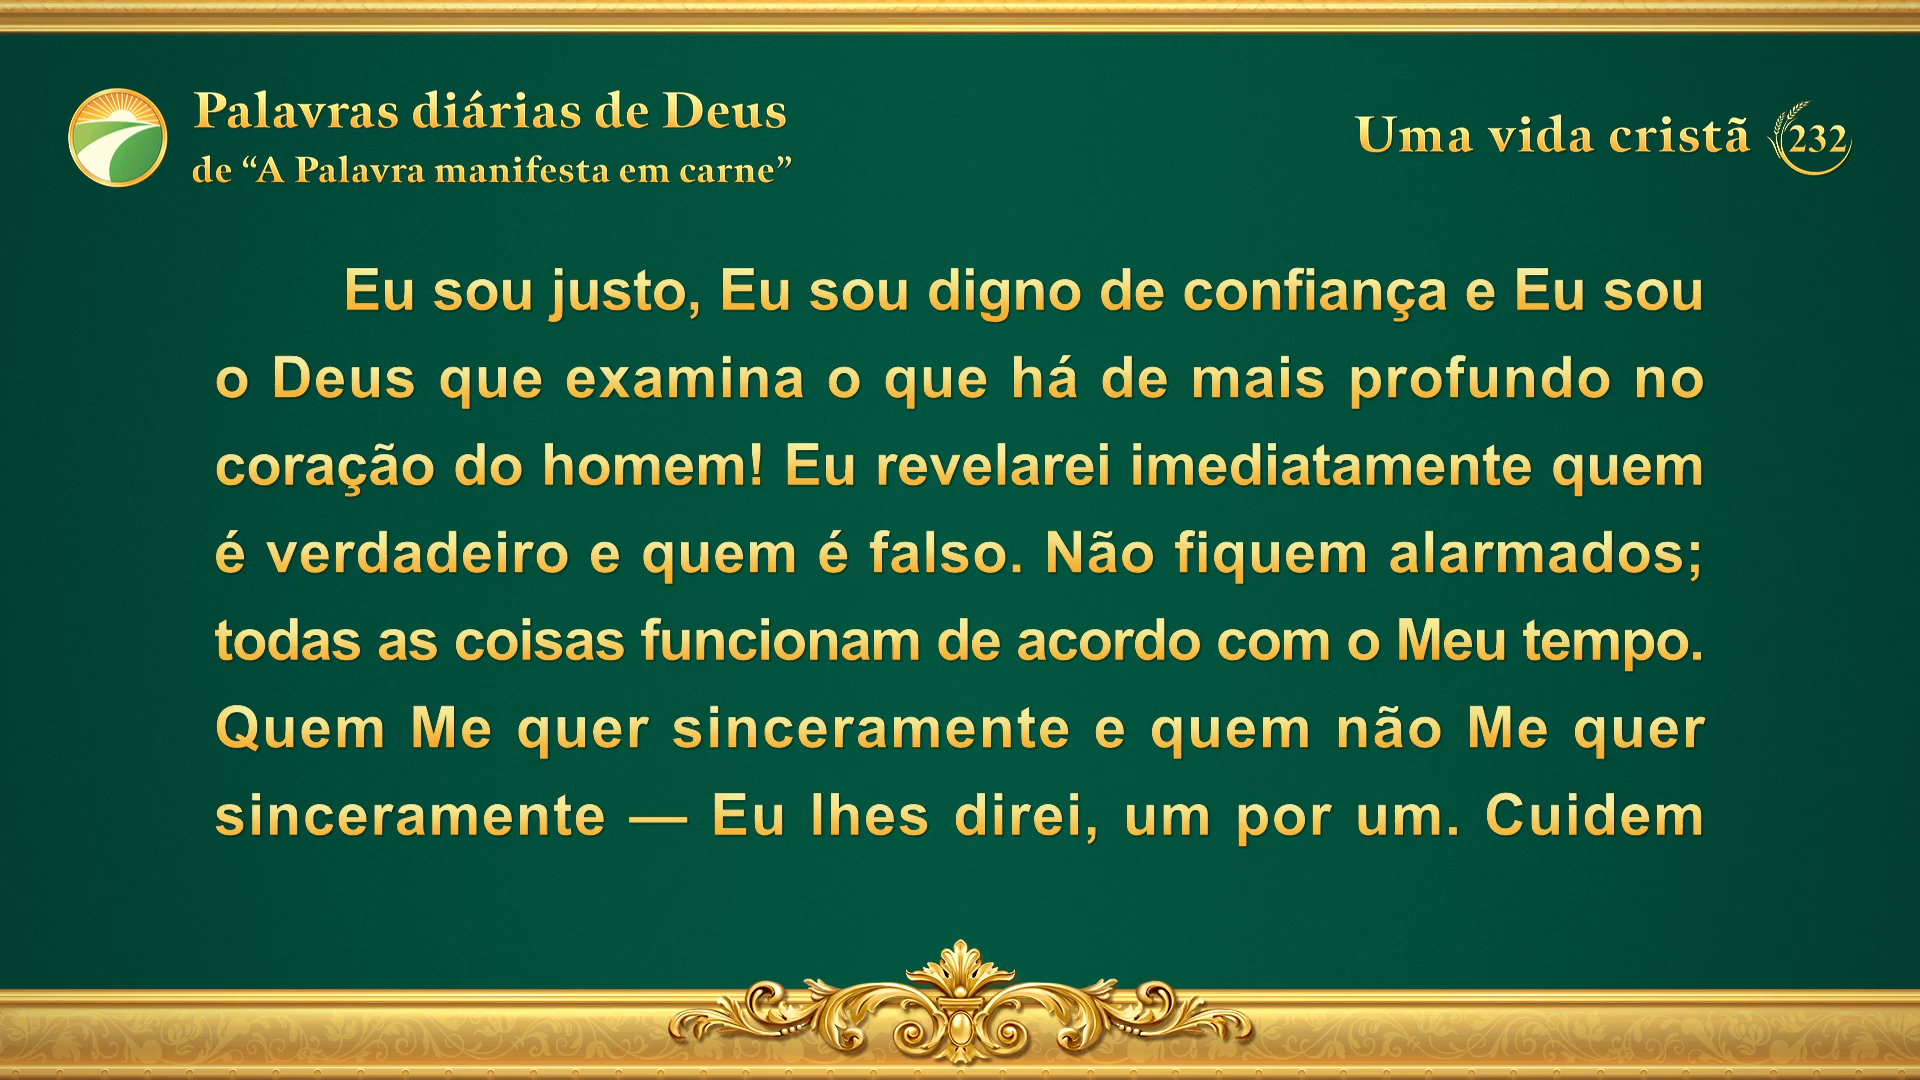 Palavras diárias de Deus
de “A Palavra manifesta em carne”
Uma vida cristã 232
Eu sou justo, Eu sou digno de confiança e Eu sou
o Deus que examina o que há de mais profundo no
coração do homem! Eu revelarei imediatamente quem
é verdadeiro e quem é falso. Não fiquem alarmados;
todas as coisas funcionam de acordo com o Meu tempo.
Quem Me quer sinceramente e quem não Me quer
sinceramente — Eu lhes direi, um por um. Cuidem